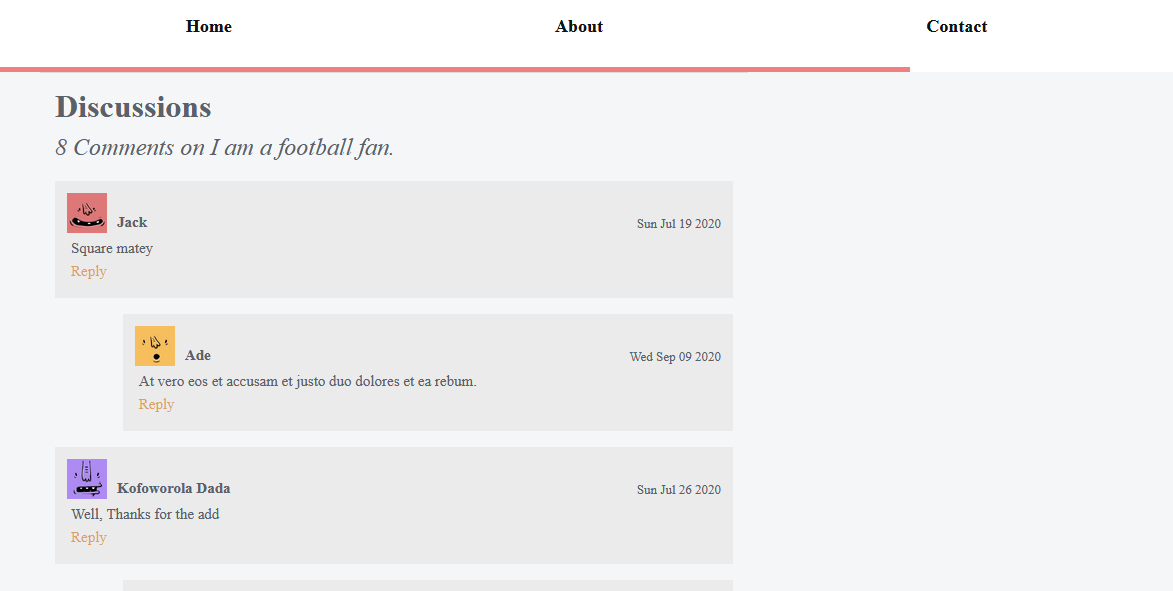 Home About Contact
Discussions
8 Comments on I am a football fan.
Jack Sun Jul 19 2020
Square matey
Reply
Ade Wed Sep 09 2020
At vero eos et accusam et justo duo dolores et ea rebum.
Reply
Kofoworola Dada Sun Jul 26 2020
Well, Thanks for the add
Reply